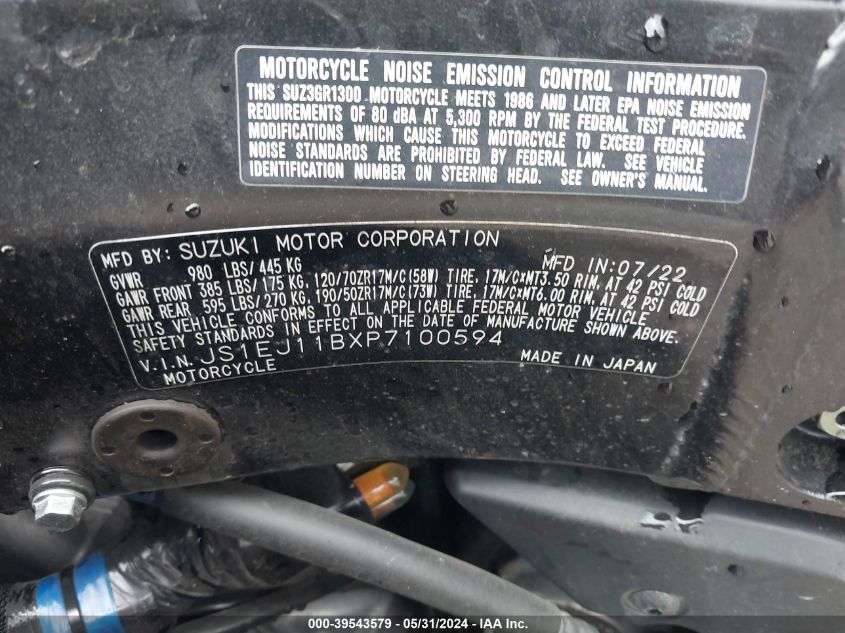 MOTORCYCLE NOISE EMISSION CONTROL INFORMATION
THIS SUZ3GR1300 MOTORCYCLE MEETS 1986 AND LATER EPA NOISE EMISSION
REQUIREMENTS OF 80 dBA AT 5,300 RPM BY THE FEDERAL TEST PROCEDURE.
MODIFICATIONS WHICH CAUSE THIS MOTORCYCLE TO EXCEED FEDERAL
NOISE STANDARDS ARE PROHIBITED BY FEDERAL LAW. SEE VEHICLE
IDENTIFICATION NUMBER ON STEERING HEAD. SEE OWNER'S MANUAL.
MFD BY: SUZUKI MOTOR CORPORATION MFD IN:07/22
GVWR 980 LBS/445 KG
GAWR FRONT 385 LBS/175 KG, 120/70ZR17M/C(58W) TIRE, 17M/C×MT3.50 RIM, AT 42 PSI COLD
GAWR REAR 595 LBS/270 KG, 190/50ZR17M/C(73W) TIRE, 17M/C×MT6.00 RIM, AT 42 PSI COLD
THIS VEHICLE CONFORMS TO ALL APPLICABLE FEDERAL MOTOR VEHICLE
SAFETY STANDARDS IN EFFECT ON THE DATE OF MANUFACTURE SHOWN ABOVE.
V.I.N. JS1EJ11BXP7100594 MADE IN JAPAN
MOTORCYCLE
000-39543579 - 05/31/2024 - IAA, Inc.